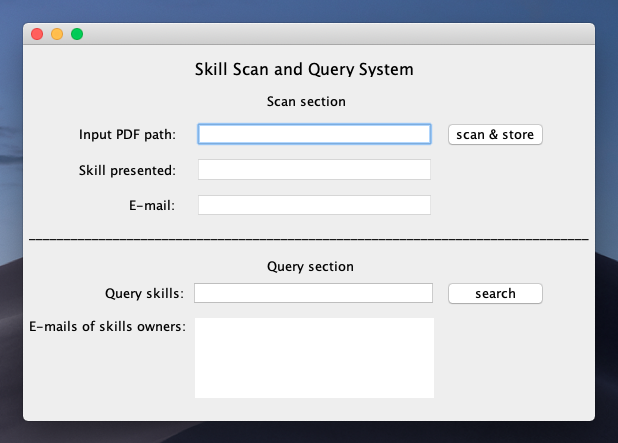 Skill Scan and Query System
Scan section
Input PDF path: scan & store
Skill presented:
E-mail:
Query section
Query skills: search
E-mails of skills owners: